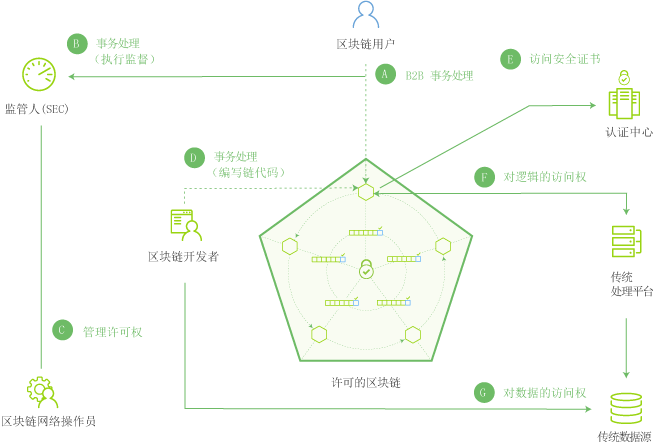 区块链用户
B
事务处理
（执行监督）
A
B2B 事务处理
E
访问安全证书
监管人(SEC)
认证中心
D
事务处理
（编写链代码）
F
对逻辑的访问权
区块链开发者
传统
处理平台
C
管理许可权
许可的区块链
G
对数据的访问权
区块链网络操作员
传统数据源